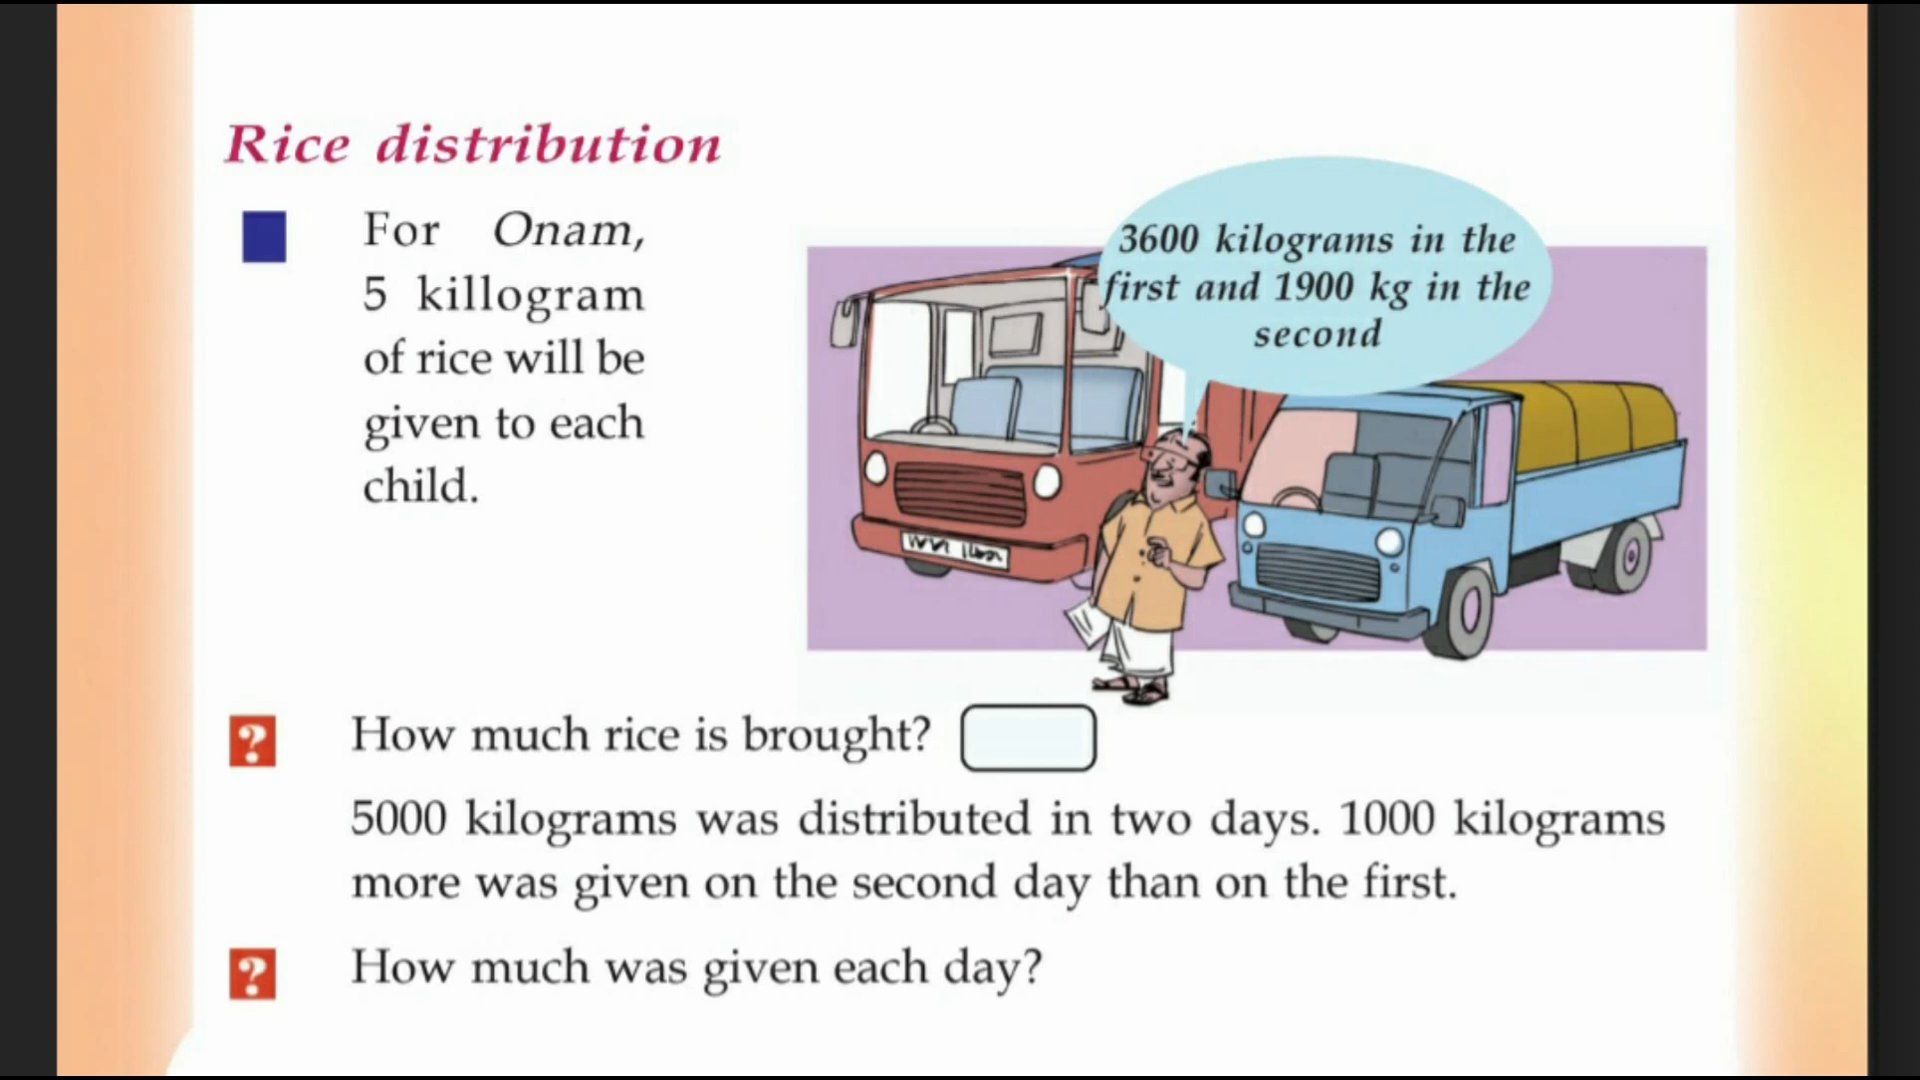 Rice distribution
For Onam,
5 killogram
of rice will be
given to each
child.
3600 kilograms in the
first and 1900 kg in the
second
? How much rice is brought?
5000 kilograms was distributed in two days. 1000 kilograms
more was given on the second day than on the first.
? How much was given each day?